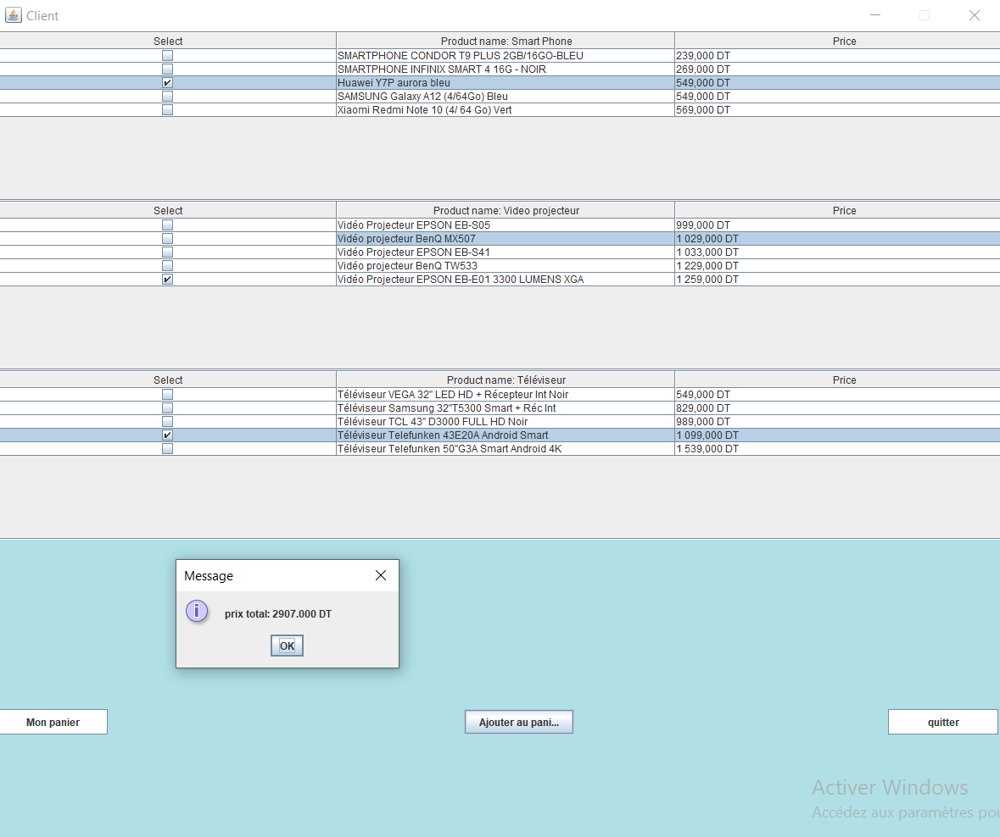 Client
Select Product name: Smart Phone Price
SMARTPHONE CONDOR T9 PLUS 2GB/16GO-BLEU 239,000 DT
SMARTPHONE INFINIX SMART 4 16G - NOIR 269,000 DT
Huawei Y7P aurora bleu 549,000 DT
SAMSUNG Galaxy A12 (4/64Go) Bleu 549,000 DT
Xiaomi Redmi Note 10 (4/ 64 Go) Vert 569,000 DT
Select Product name: Video projecteur Price
Vidéo Projecteur EPSON EB-S05 999,000 DT
Vidéo projecteur BenQ MX507 1 029,000 DT
Vidéo Projecteur EPSON EB-S41 1 033,000 DT
Vidéo projecteur BenQ TW533 1 229,000 DT
Vidéo Projecteur EPSON EB-E01 3300 LUMENS XGA 1 259,000 DT
Select Product name: Téléviseur Price
Téléviseur VEGA 32" LED HD + Récepteur Int Noir 549,000 DT
Téléviseur Samsung 32"T5300 Smart + Réc Int 829,000 DT
Téléviseur TCL 43" D3000 FULL HD Noir 989,000 DT
Téléviseur Telefunken 43E20A Android Smart 1 099,000 DT
Téléviseur Telefunken 50"G3A Smart Android 4K 1 539,000 DT
Message
prix total: 2907.000 DT
OK
Mon panier Ajouter au pani... quitter
Activer Windows
Accédez aux paramètres pou